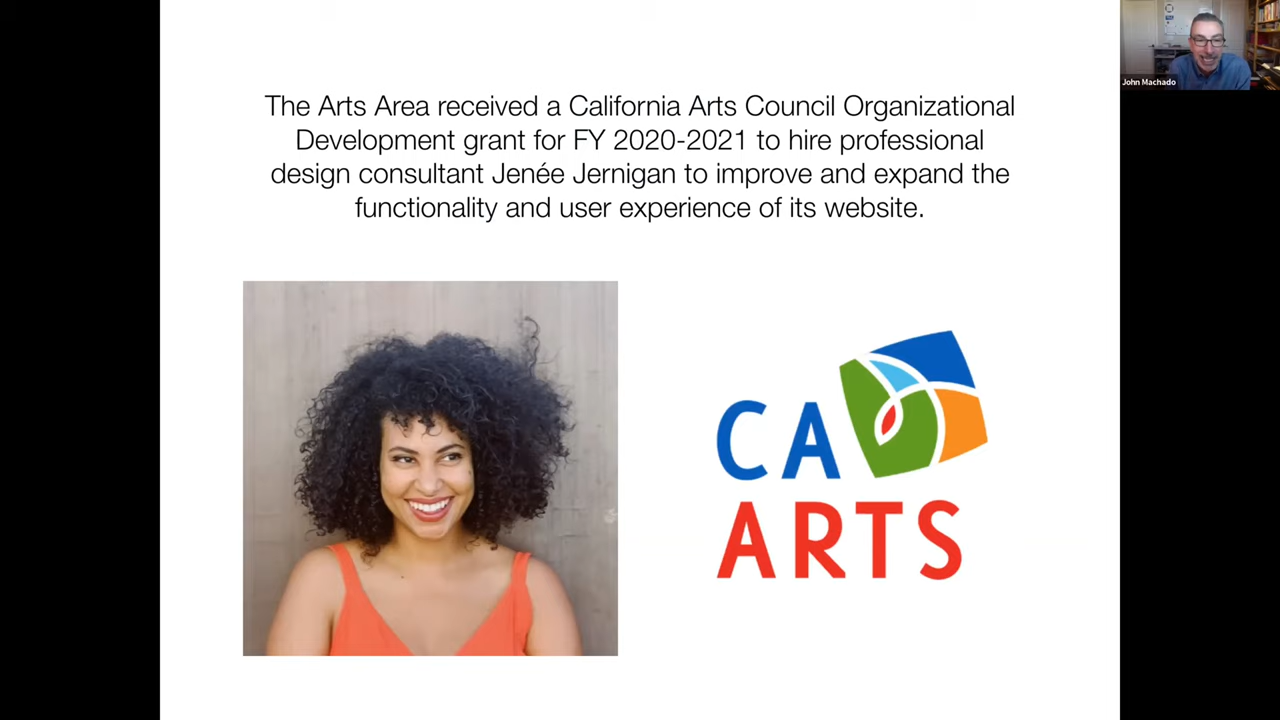 The Arts Area received a California Arts Council Organizational
Development grant for FY 2020-2021 to hire professional
design consultant Jenée Jernigan to improve and expand the
functionality and user experience of its website.
CA
ARTS
John Machado